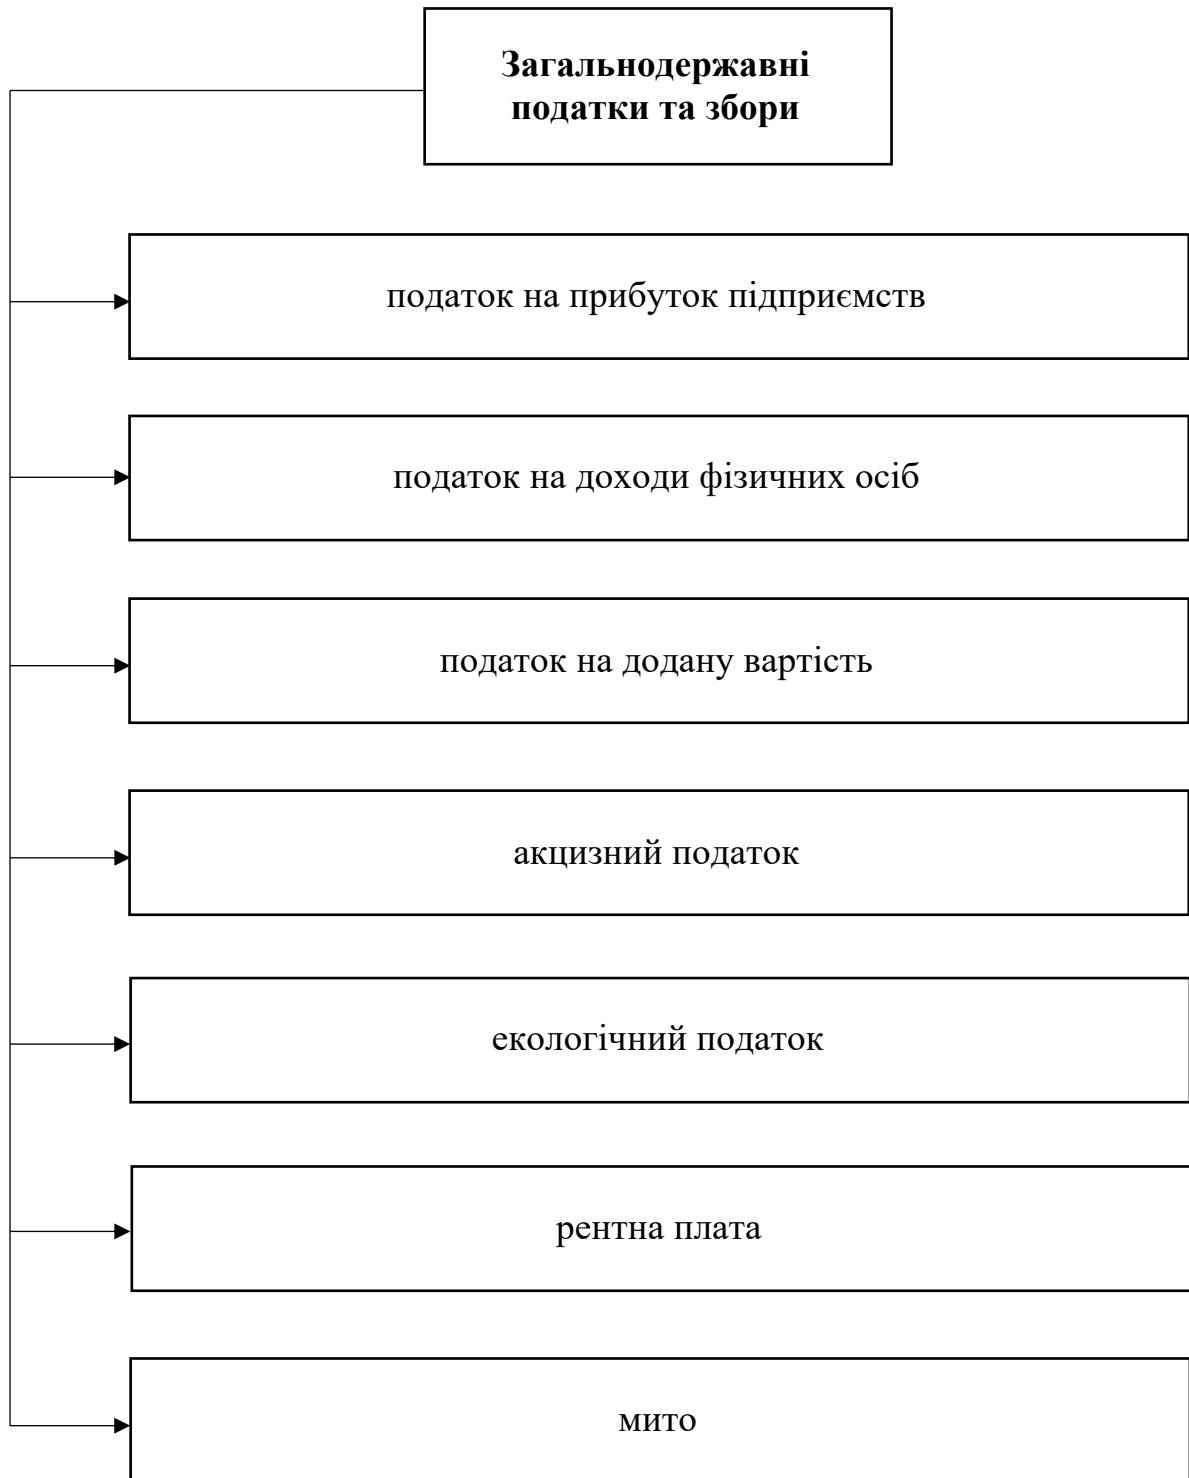 Загальнодержавні
податки та збори
податок на прибуток підприємств
податок на доходи фізичних осіб
податок на додану вартість
акцизний податок
екологічний податок
рентна плата
мито